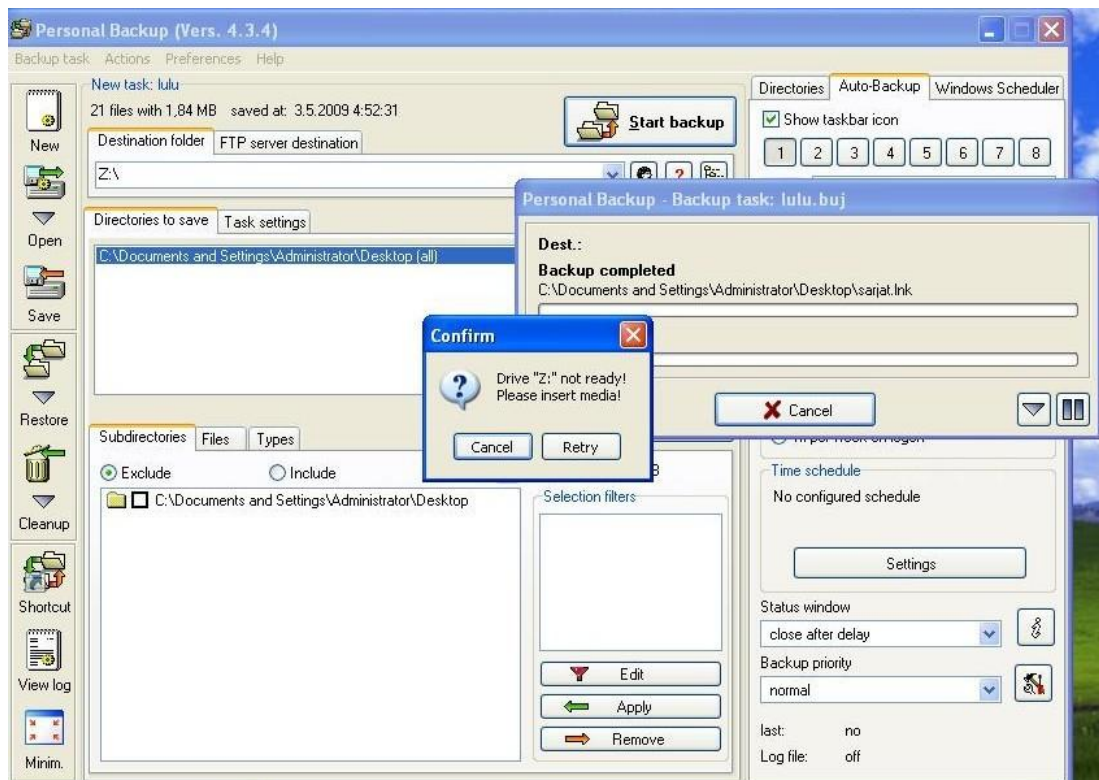 Personal Backup (Vers. 4.3.4)
Backup task Actions Preferences Help
New task: lulu
21 files with 1,84 MB saved at: 3.5.2009 4:52:31
Start backup
Destination folder FTP server destination
Z:\
Directories to save Task settings
C:\Documents and Settings\Administrator\Desktop (all)
New
Open
Save
Restore
Cleanup
Shortcut
View log
Minim.
Directories Auto-Backup Windows Scheduler
Show taskbar icon
1 2 3 4 5 6 7 8
Personal Backup - Backup task: lulu.buj
Dest.:
Backup completed
C:\Documents and Settings\Administrator\Desktop\sarjat.lnk
Cancel
Confirm
Drive "Z:" not ready!
Please insert media!
Cancel Retry
Subdirectories Files Types
Exclude Include
C:\Documents and Settings\Administrator\Desktop
Selection filters
Edit
Apply
Remove
Time schedule
No configured schedule
Settings
Status window
close after delay
Backup priority
normal
last: no
Log file: off